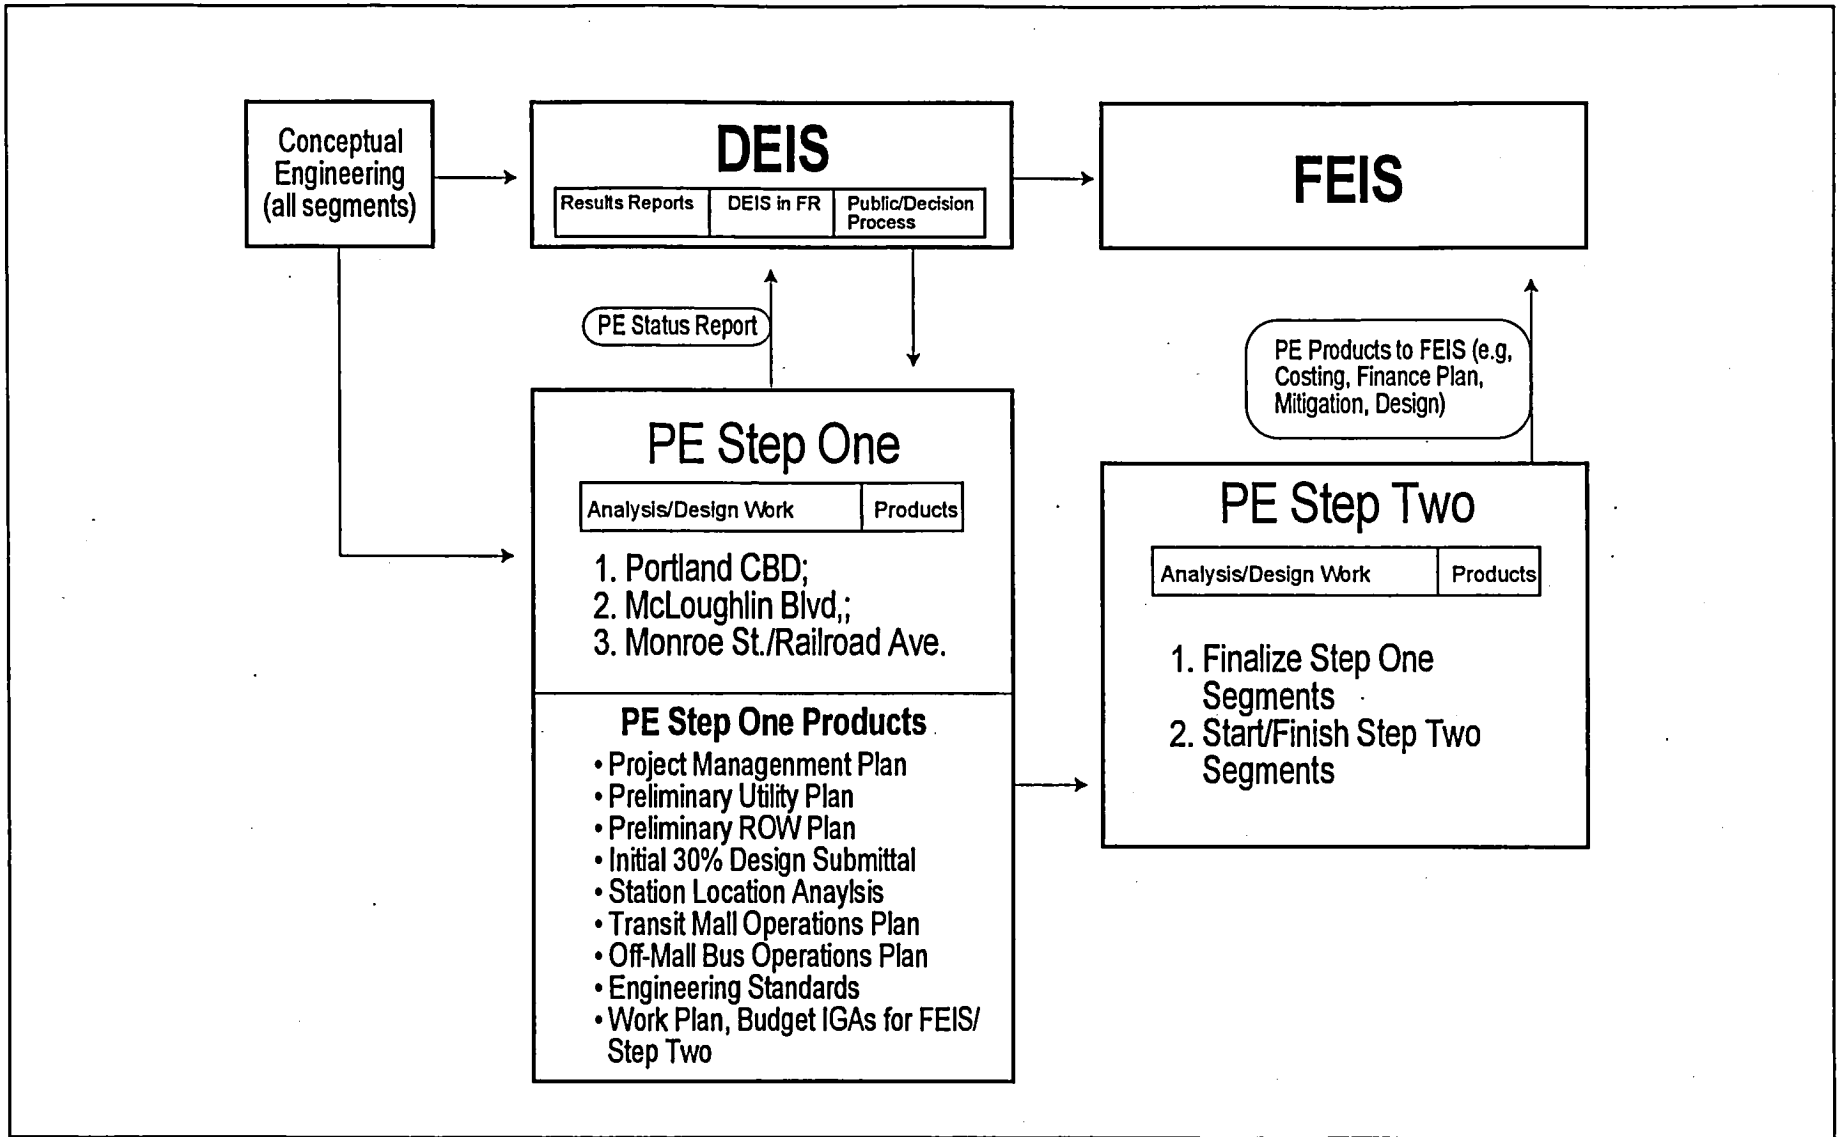 Conceptual
Engineering
(all segments)
DEIS
Results Reports
DEIS in FR
Public/Decision
Process
FEIS
PE Status Report
PE Products to FEIS (e.g,
Costing, Finance Plan,
Mitigation, Design)
PE Step One
Analysis/Design Work
Products
1. Portland CBD;
2. McLoughlin Blvd,;
3. Monroe St./Railroad Ave.
PE Step One Products
• Project Managenment Plan
• Preliminary Utility Plan
• Preliminary ROW Plan
• Initial 30% Design Submittal
• Station Location Anaylsis
• Transit Mall Operations Plan
• Off-Mall Bus Operations Plan
• Engineering Standards
• Work Plan, Budget IGAs for FEIS/
Step Two
PE Step Two
Analysis/Design Work
Products
1. Finalize Step One
Segments
2. Start/Finish Step Two
Segments